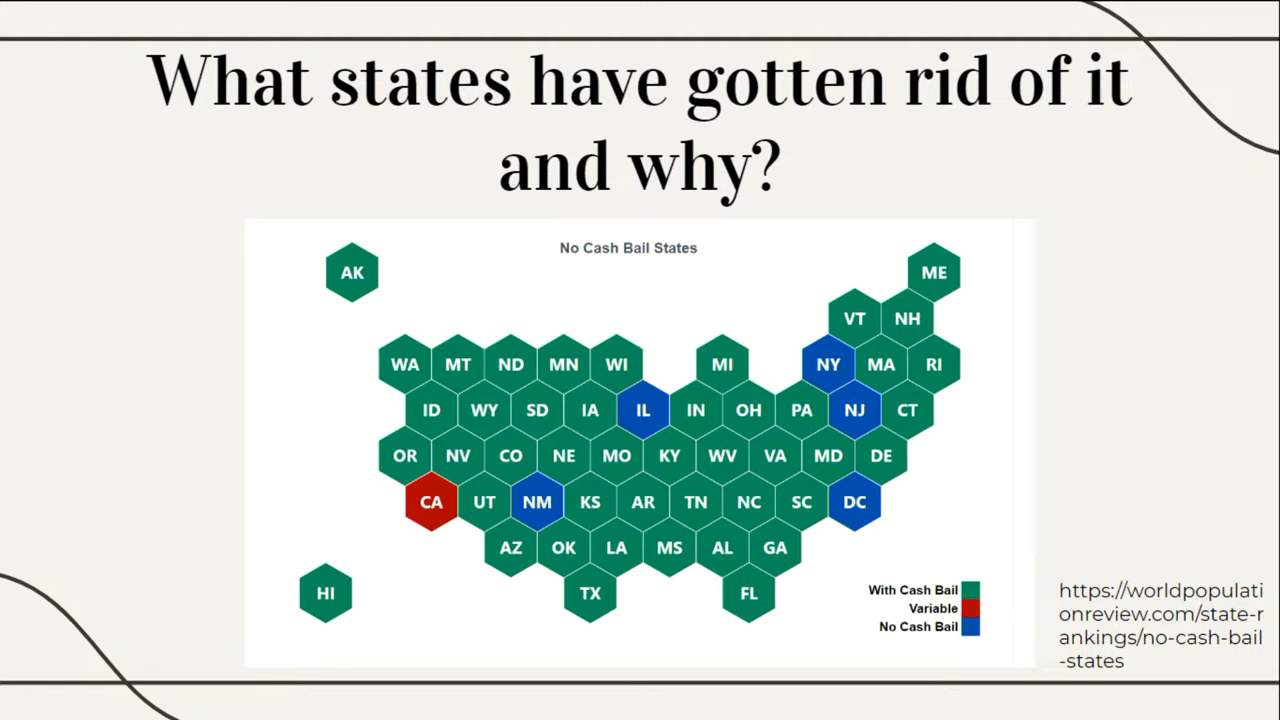 What states have gotten rid of it
and why?
No Cash Bail States
AK ME
VT NH
WA MT ND MN WI MI NY MA RI
ID WY SD IA IL IN OH PA NJ CT
OR NV CO NE MO KY WV VA MD DE
CA UT NM KS AR TN NC SC DC
AZ OK LA MS AL GA
HI TX FL
With Cash Bail
Variable
No Cash Bail
https://worldpopulati
onreview.com/state-r
ankings/no-cash-bail
-states